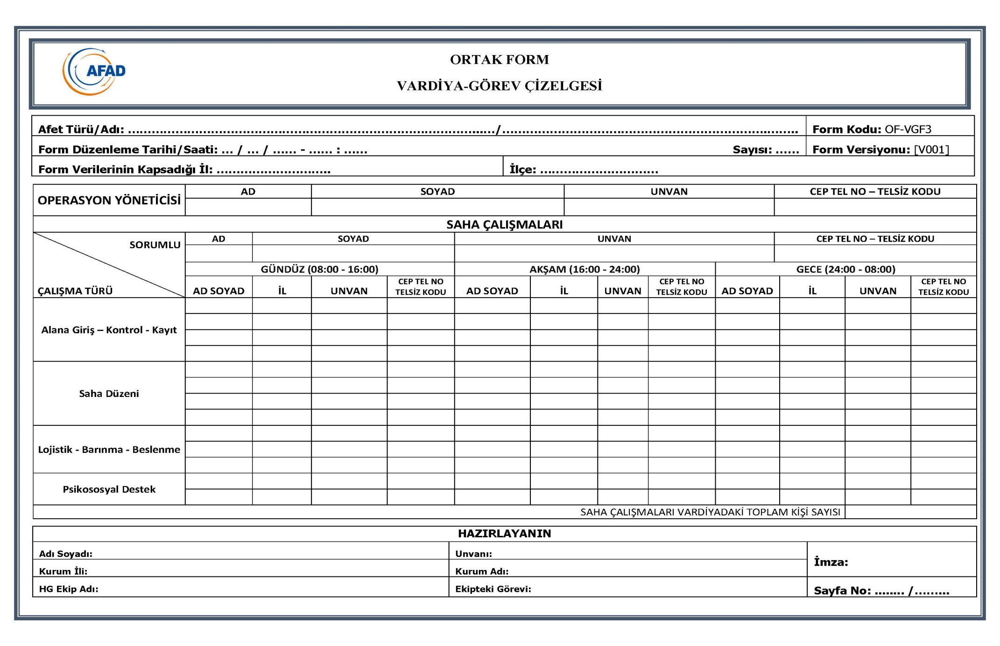 AFAD
ORTAK FORM
VARDİYA-GÖREV ÇİZELGESİ
Afet Türü/Adı: ………………………………………………………………………………...../…………………………………………………………………….. Form Kodu: OF-VGF3
Form Düzenleme Tarihi/Saati: ... / ... / ...... - ...... : ...... Sayısı: ...... Form Versiyonu: [V001]
Form Verilerinin Kapsadığı İl: ………………………….. İlçe: ……………………………
OPERASYON YÖNETİCİSİ
AD SOYAD UNVAN CEP TEL NO – TELSİZ KODU
SAHA ÇALIŞMALARI
SORUMLU
AD SOYAD UNVAN CEP TEL NO – TELSİZ KODU
GÜNDÜZ (08:00 - 16:00) AKŞAM (16:00 - 24:00) GECE (24:00 - 08:00)
ÇALIŞMA TÜRÜ
AD SOYAD İL UNVAN CEP TEL NO TELSİZ KODU AD SOYAD İL UNVAN CEP TEL NO TELSİZ KODU AD SOYAD İL UNVAN CEP TEL NO TELSİZ KODU
Alana Giriş – Kontrol - Kayıt
Saha Düzeni
Lojistik - Barınma - Beslenme
Psikososyal Destek
SAHA ÇALIŞMALARI VARDİYADAKİ TOPLAM KİŞİ SAYISI
HAZIRLAYANIN
Adı Soyadı: Unvanı:
İmza:
Kurum İli: Kurum Adı:
HG Ekip Adı: Ekipteki Görevi: Sayfa No: …….. /………